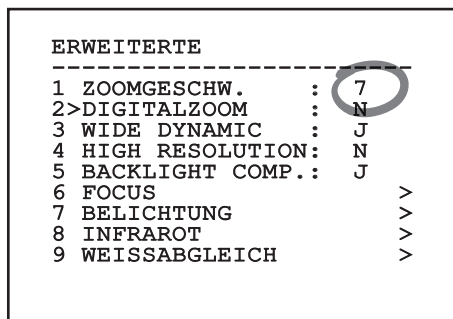 ERWEITERTE
--------------------------
1 ZOOMGESCHW.    : 7
2>DIGITALZOOM    : N
3 WIDE DYNAMIC   : J
4 HIGH RESOLUTION: N
5 BACKLIGHT COMP.: J
6 FOCUS >
7 BELICHTUNG >
8 INFRAROT >
9 WEISSABGLEICH >